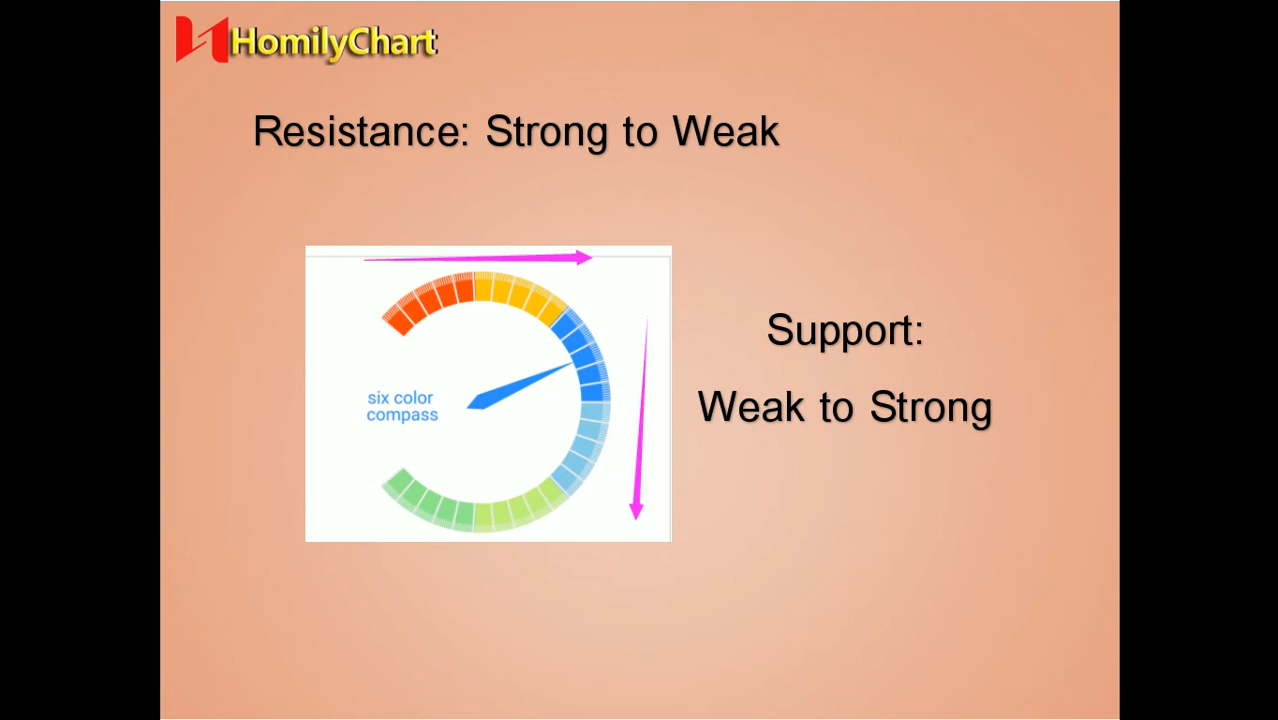 HomilyChart
Resistance: Strong to Weak
Support:
Weak to Strong
six color
compass